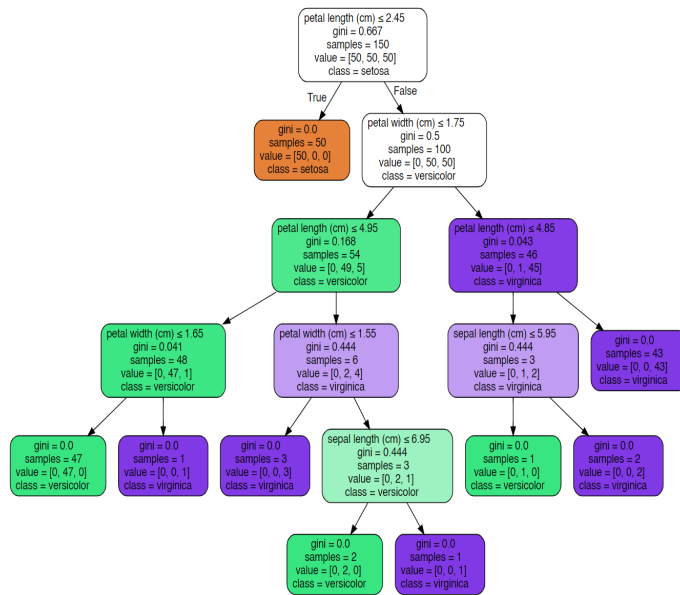 petal length (cm) ≤ 2.45
gini = 0.667
samples = 150
value = [50, 50, 50]
class = setosa
True
False
gini = 0.0
samples = 50
value = [50, 0, 0]
class = setosa
petal width (cm) ≤ 1.75
gini = 0.5
samples = 100
value = [0, 50, 50]
class = versicolor
petal length (cm) ≤ 4.95
gini = 0.168
samples = 54
value = [0, 49, 5]
class = versicolor
petal length (cm) ≤ 4.85
gini = 0.043
samples = 46
value = [0, 1, 45]
class = virginica
petal width (cm) ≤ 1.65
gini = 0.041
samples = 48
value = [0, 47, 1]
class = versicolor
petal width (cm) ≤ 1.55
gini = 0.444
samples = 6
value = [0, 2, 4]
class = virginica
sepal length (cm) ≤ 5.95
gini = 0.444
samples = 3
value = [0, 1, 2]
class = virginica
gini = 0.0
samples = 43
value = [0, 0, 43]
class = virginica
gini = 0.0
samples = 47
value = [0, 47, 0]
class = versicolor
gini = 0.0
samples = 1
value = [0, 0, 1]
class = virginica
gini = 0.0
samples = 3
value = [0, 0, 3]
class = virginica
sepal length (cm) ≤ 6.95
gini = 0.444
samples = 3
value = [0, 2, 1]
class = versicolor
gini = 0.0
samples = 1
value = [0, 1, 0]
class = versicolor
gini = 0.0
samples = 2
value = [0, 0, 2]
class = virginica
gini = 0.0
samples = 2
value = [0, 2, 0]
class = versicolor
gini = 0.0
samples = 1
value = [0, 0, 1]
class = virginica